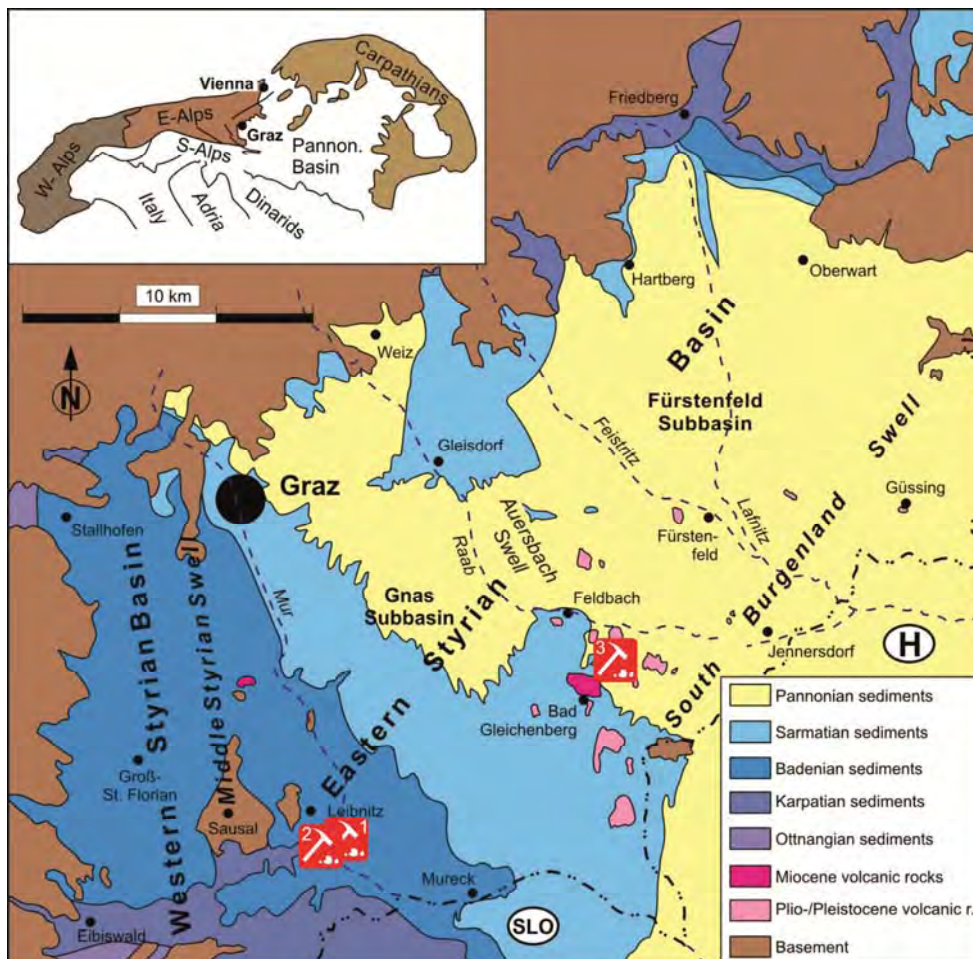 Vienna
Carpathians
E-Alps
Graz
S-Alps
Pannon.
Basin
W- Alps
Italy
Adria
Dinarids
Friedberg
10 km
N
Hartberg
Oberwart
Weiz
Basin
Fürstenfeld
Subbasin
Swell
Gleisdorf
Feistritz
Graz
Güssing
Stallhofen
Auersbach
Swell
Raab
Fürsten-
feld
Lafnitz
Burgenland
Gnas
Subbasin
Mur
Styrian
Feldbach
Jennersdorf
H
3
Western Styrian Basin
Middle Styrian Swell
Bad
Gleichenberg
South
Eastern
Groß-
St. Florian
Leibnitz
Sausal
2
1
Mureck
Eibiswald
SLO
Pannonian sediments
Sarmatian sediments
Badenian sediments
Karpatian sediments
Ottnangian sediments
Miocene volcanic rocks
Plio-/Pleistocene volcanic r.
Basement